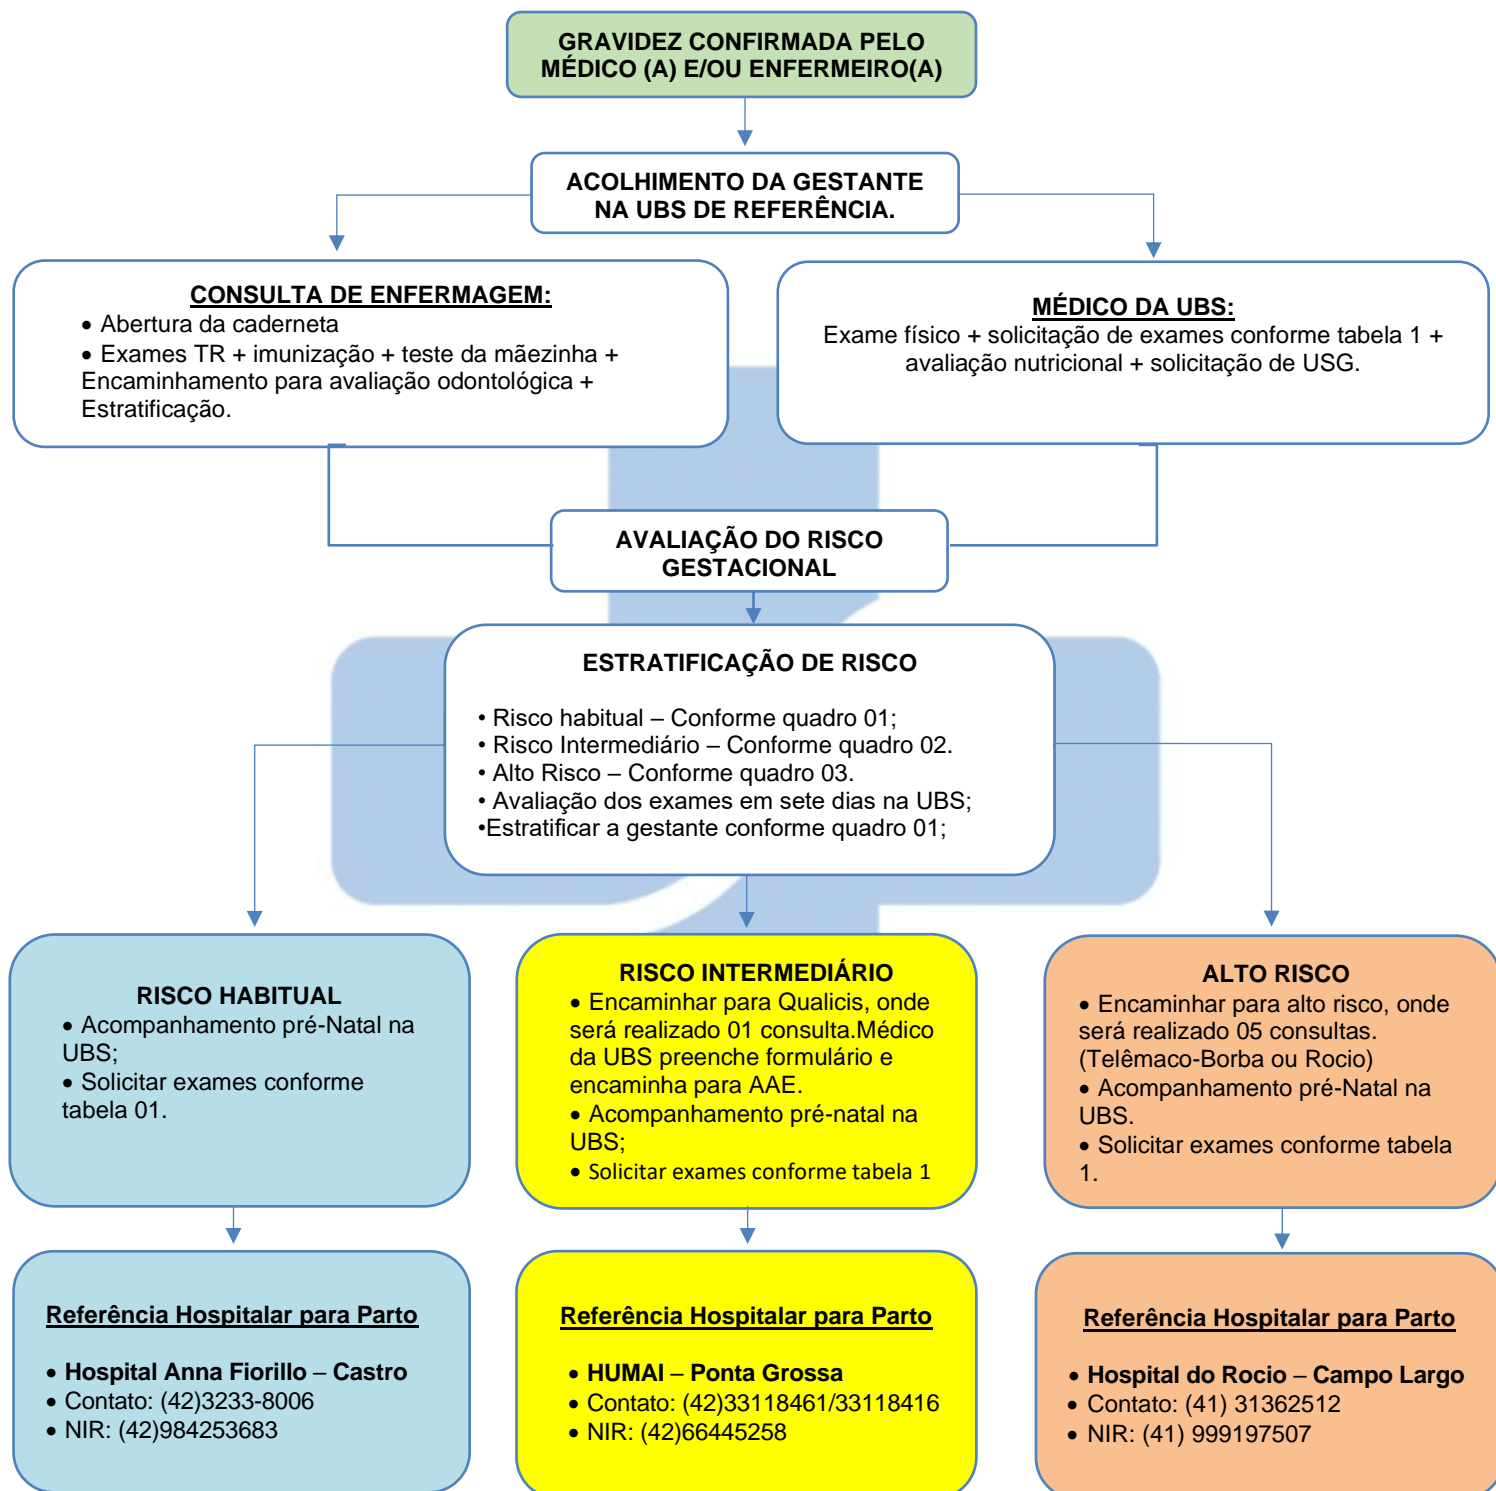 GRAVIDEZ CONFIRMADA PELO
MÉDICO (A) E/OU ENFERMEIRO(A)
ACOLHIMENTO DA GESTANTE
NA UBS DE REFERÊNCIA.
CONSULTA DE ENFERMAGEM:
• Abertura da caderneta
• Exames TR + imunização + teste da mãezinha +
Encaminhamento para avaliação odontológica +
Estratificação.
MÉDICO DA UBS:
Exame físico + solicitação de exames conforme tabela 1 +
avaliação nutricional + solicitação de USG.
AVALIAÇÃO DO RISCO
GESTACIONAL
ESTRATIFICAÇÃO DE RISCO
• Risco habitual – Conforme quadro 01;
• Risco Intermediário – Conforme quadro 02.
• Alto Risco – Conforme quadro 03.
• Avaliação dos exames em sete dias na UBS;
•Estratificar a gestante conforme quadro 01;
RISCO HABITUAL
• Acompanhamento pré-Natal na
UBS;
• Solicitar exames conforme
tabela 01.
RISCO INTERMEDIÁRIO
• Encaminhar para Qualicis, onde
será realizado 01 consulta.Médico
da UBS preenche formulário e
encaminha para AAE.
• Acompanhamento pré-natal na
UBS;
• Solicitar exames conforme tabela 1
ALTO RISCO
• Encaminhar para alto risco, onde
será realizado 05 consultas.
(Telêmaco-Borba ou Rocio)
• Acompanhamento pré-Natal na
UBS.
• Solicitar exames conforme tabela
1.
Referência Hospitalar para Parto
• Hospital Anna Fiorillo – Castro
• Contato: (42)3233-8006
• NIR: (42)984253683
Referência Hospitalar para Parto
• HUMAI – Ponta Grossa
• Contato: (42)33118461/33118416
• NIR: (42)66445258
Referência Hospitalar para Parto
• Hospital do Rocio – Campo Largo
• Contato: (41) 31362512
• NIR: (41) 999197507